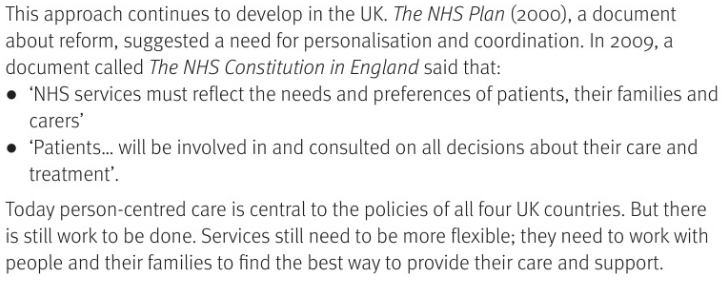 This approach continues to develop in the UK. The NHS Plan (2000), a document
about reform, suggested a need for personalisation and coordination. In 2009, a
document called The NHS Constitution in England said that:
● ‘NHS services must reflect the needs and preferences of patients, their families and
carers’
● ‘Patients... will be involved in and consulted on all decisions about their care and
treatment’.
Today person-centred care is central to the policies of all four UK countries. But there
is still work to be done. Services still need to be more flexible; they need to work with
people and their families to find the best way to provide their care and support.